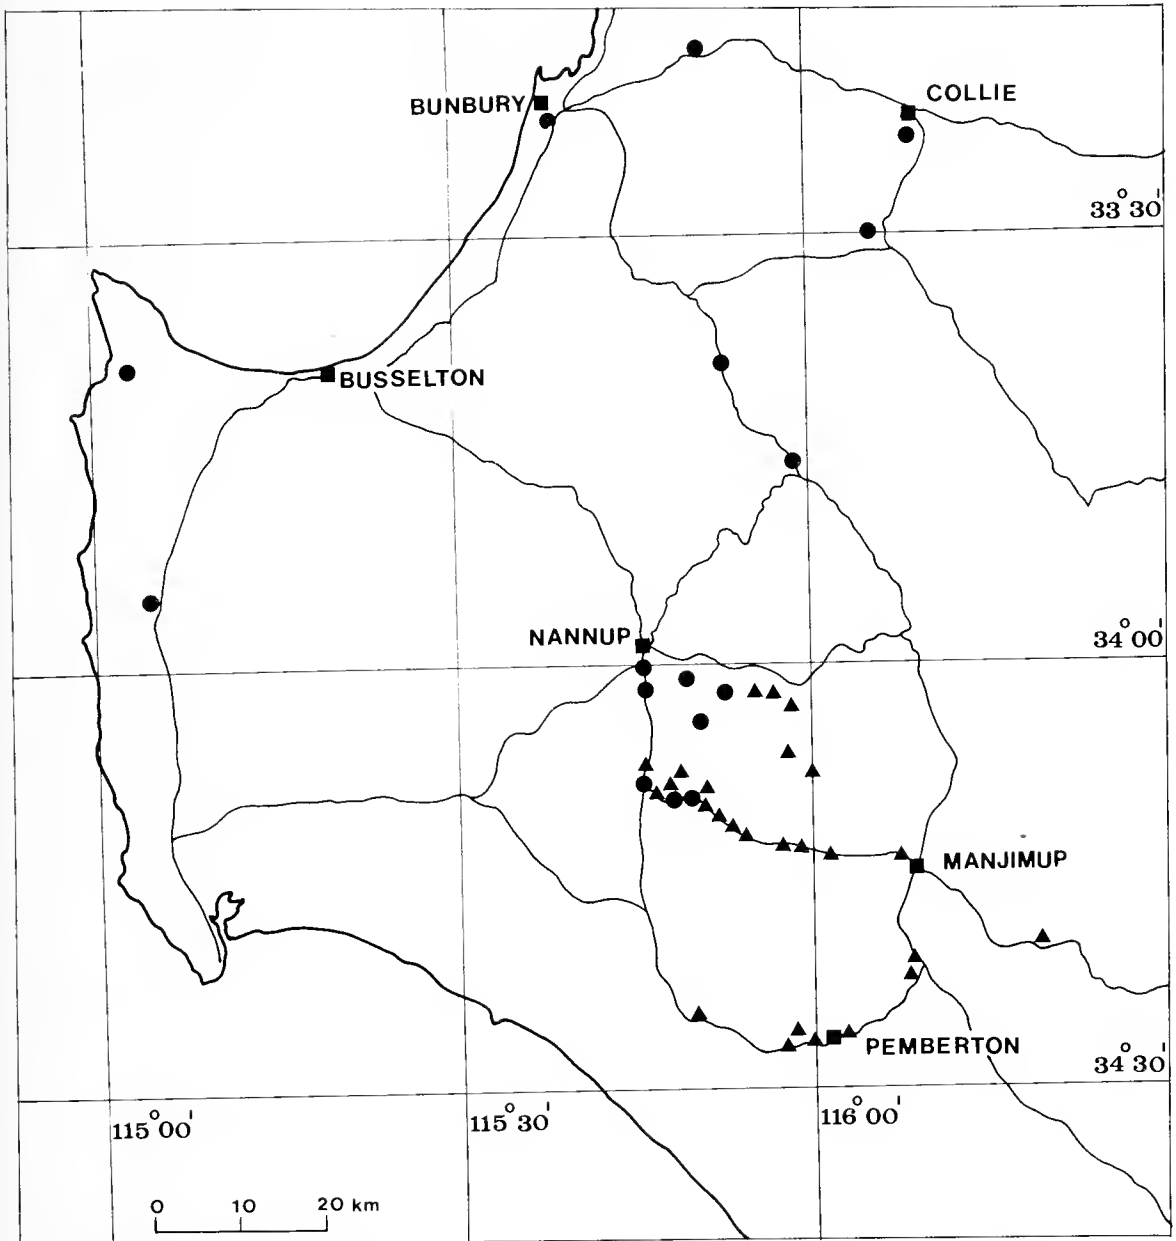 COLLIE
BUNBURY
33°30'
BUSSELTON
NANNUP
34°00'
MANJIMUP
PEMBERTON
34°30'
115°00'
115°30'
116°00'
0 10 20 km